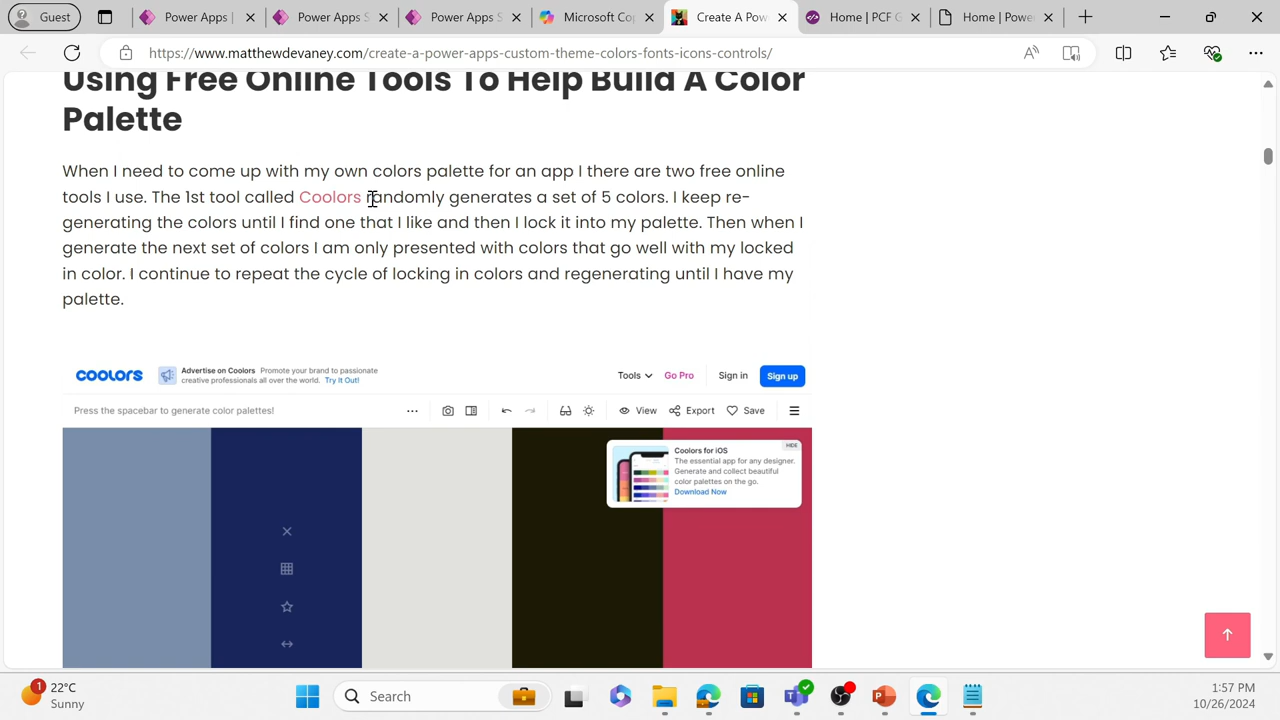 Guest
Power Apps
Power Apps S
Power Apps S
Microsoft Cop
Create A Pow
Home | PCF G
Home | Powe
https://www.matthewdevaney.com/create-a-power-apps-custom-theme-colors-fonts-icons-controls/
Using Free Online Tools To Help Build A Color
Palette
When I need to come up with my own colors palette for an app I there are two free online
tools I use. The 1st tool called Coolors randomly generates a set of 5 colors. I keep re-
generating the colors until I find one that I like and then I lock it into my palette. Then when I
generate the next set of colors I am only presented with colors that go well with my locked
in color. I continue to repeat the cycle of locking in colors and regenerating until I have my
palette.
coolors
Advertise on Coolors Promote your brand to passionate
creative professionals all over the world. Try It Out!
Tools
Go Pro
Sign in
Sign up
Press the spacebar to generate color palettes!
View
Export
Save
HIDE
Coolors for iOS
The essential app for any designer.
Generate and collect beautiful
color palettes on the go.
Download Now
1
22°C
Sunny
Search
1:57 PM
10/26/2024